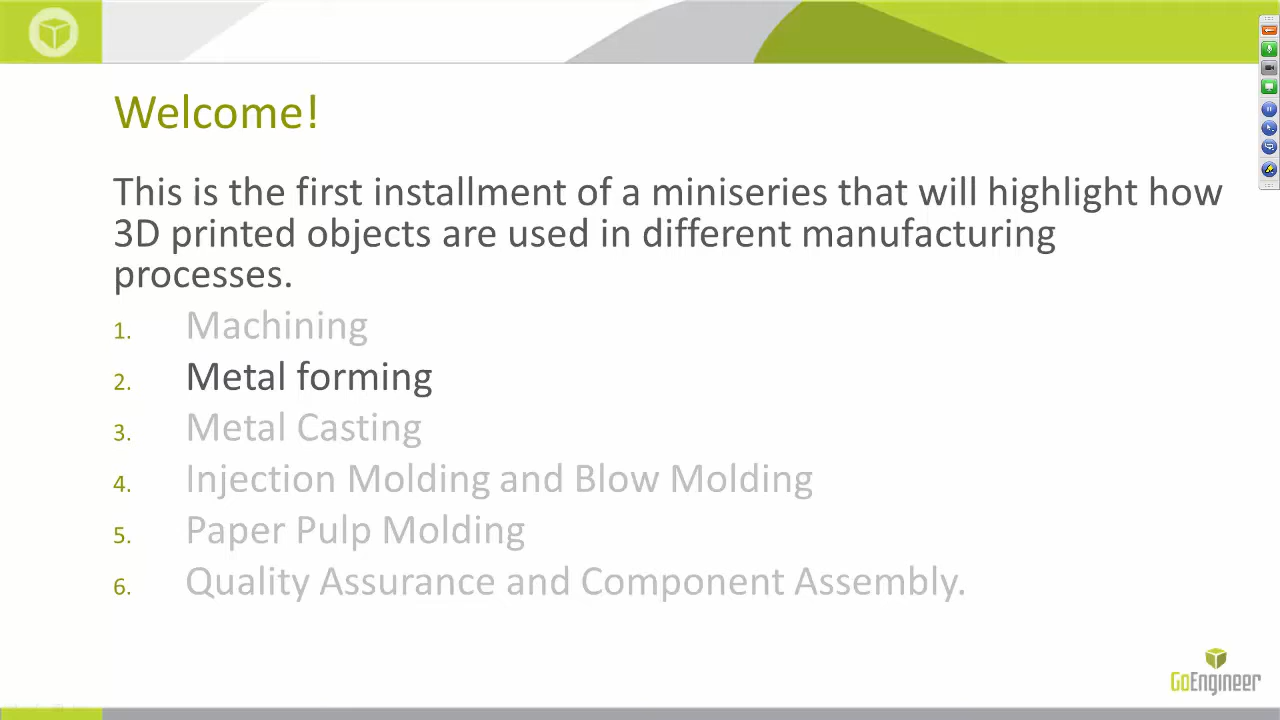 Welcome!
This is the first installment of a miniseries that will highlight how
3D printed objects are used in different manufacturing
processes.
1. Machining
2. Metal forming
3. Metal Casting
4. Injection Molding and Blow Molding
5. Paper Pulp Molding
6. Quality Assurance and Component Assembly.
GoEngineer